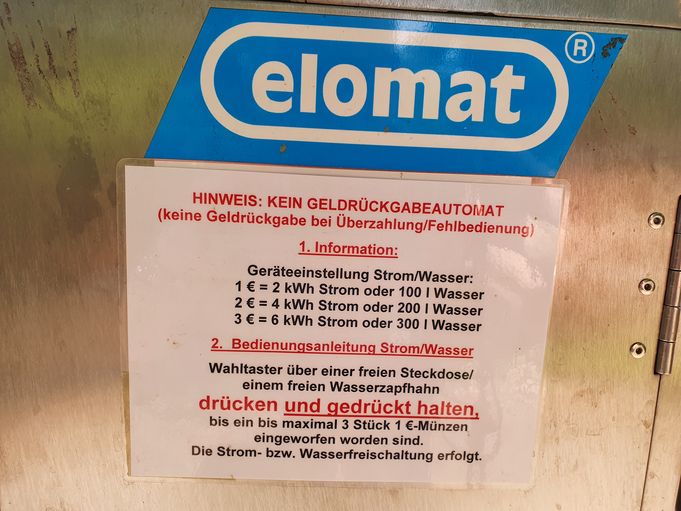 elomat ®
HINWEIS: KEIN GELDRÜCKGABEAUTOMAT
(keine Geldrückgabe bei Überzahlung/Fehlbedienung)
1. Information:
Geräteeinstellung Strom/Wasser:
1 € = 2 kWh Strom oder 100 l Wasser
2 € = 4 kWh Strom oder 200 l Wasser
3 € = 6 kWh Strom oder 300 l Wasser
2. Bedienungsanleitung Strom/Wasser
Wahltaster über einer freien Steckdose/
einem freien Wasserzapfhahn
drücken und gedrückt halten,
bis ein bis maximal 3 Stück 1 €-Münzen
eingeworfen worden sind.
Die Strom- bzw. Wasserfreischaltung erfolgt.